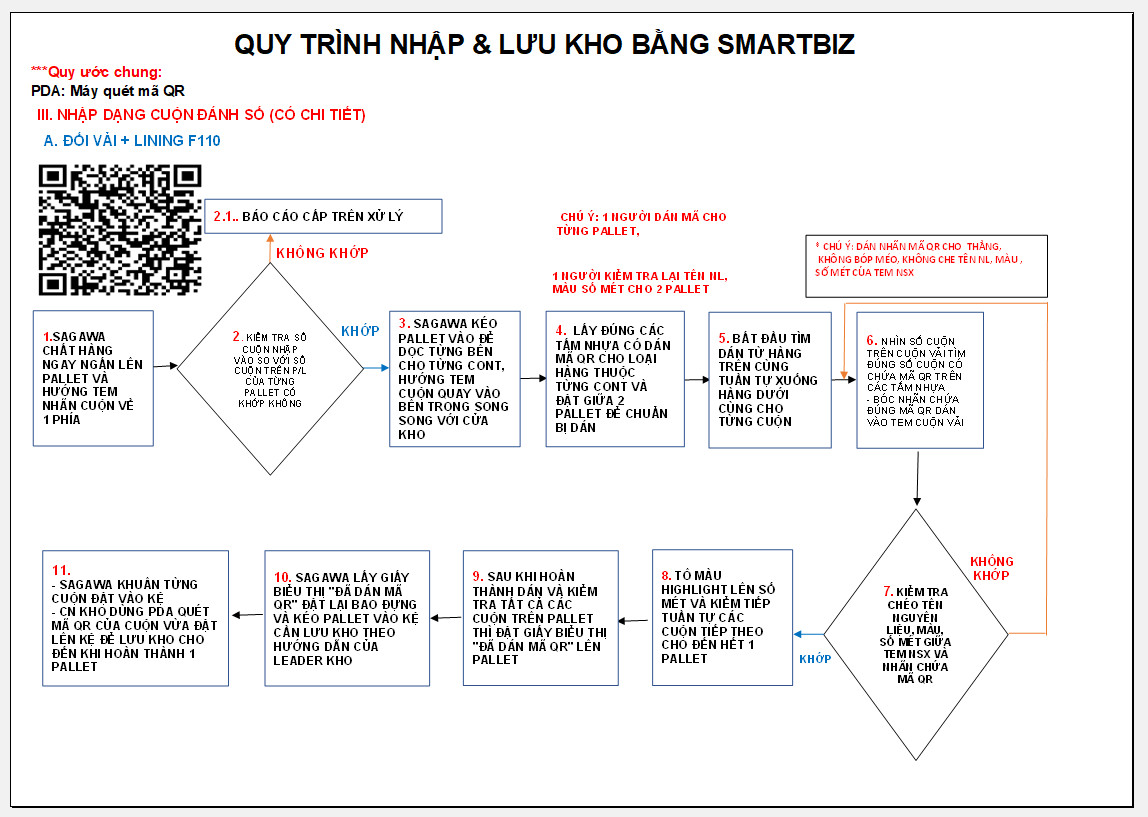 QUY TRÌNH NHẬP & LƯU KHO BẰNG SMARTBIZ
***Quy ước chung:
PDA: Máy quét mã QR
III. NHẬP DẠNG CUỘN ĐÁNH SỐ (CÓ CHI TIẾT)
A. ĐỐI VẢI + LINING F110
2.1.. BÁO CÁO CẤP TRÊN XỬ LÝ
KHÔNG KHỚP
CHÚ Ý: 1 NGƯỜI DÁN MÃ CHO
TỪNG PALLET,
1 NGƯỜI KIỂM TRA LẠI TÊN NL,
MÀU SỐ MÉT CHO 2 PALLET
* CHÚ Ý: DÁN NHÃN MÃ QR CHO THẲNG,
KHÔNG BÓP MÉO, KHÔNG CHE TÊN NL, MÀU ,
SỐ MÉT CỦA TEM NSX
1.SAGAWA
CHẤT HÀNG
NGAY NGẮN LÊN
PALLET VÀ
HƯỚNG TEM
NHÃN CUỘN VỀ
1 PHÍA
2. KIỂM TRA SỐ
CUỘN NHẬP
VÀO SO VỚI SỐ
CUỘN TRÊN P/L
CỦA TỪNG
PALLET CÓ
KHỚP KHÔNG
KHỚP
3. SAGAWA KÉO
PALLET VÀO ĐỂ
DỌC TỪNG BÊN
CHO TỪNG CONT,
HƯỚNG TEM
CUỘN QUAY VÀO
BÊN TRONG SONG
SONG VỚI CỬA
KHO
4. LẤY ĐÚNG CÁC
TẤM NHỰA CÓ DÁN
MÃ QR CHO LOẠI
HÀNG THUỘC
TỪNG CONT VÀ
ĐẶT GIỮA 2
PALLET ĐỂ CHUẨN
BỊ DÁN
5. BẮT ĐẦU TÌM
DÁN TỪ HÀNG
TRÊN CÙNG
TUẦN TỰ XUỐNG
HÀNG DƯỚI
CÙNG CHO
TỪNG CUỘN
6. NHÌN SỐ CUỘN
TRÊN CUỘN VẢI TÌM
ĐÚNG SỐ CUỘN CÓ
CHỨA MÃ QR TRÊN
CÁC TẤM NHỰA
- BÓC NHÃN CHỨA
ĐÚNG MÃ QR DÁN
VÀO TEM CUỘN VẢI
KHÔNG
KHỚP
7. KIỂM TRA
CHÉO TÊN
NGUYÊN
LIỆU, MÀU,
SỐ MÉT GIỮA
TEM NSX VÀ
NHÃN CHỨA
MÃ QR
KHỚP
8. TÔ MÀU
HIGHLIGHT LÊN SỐ
MÉT VÀ KIỂM TIẾP
TUẦN TỰ CÁC
CUỘN TIẾP THEO
CHO ĐẾN HẾT 1
PALLET
9. SAU KHI HOÀN
THÀNH DÁN VÀ KIỂM
TRA TẤT CẢ CÁC
CUỘN TRÊN PALLET
THÌ ĐẶT GIẤY BIỂU THỊ
"ĐÃ DÁN MÃ QR" LÊN
PALLET
10. SAGAWA LẤY GIẤY
BIỂU THỊ "ĐÃ DÁN MÃ
QR" ĐẶT LẠI BAO ĐỰNG
VÀ KÉO PALLET VÀO KỆ
CẦN LƯU KHO THEO
HƯỚNG DẪN CỦA
LEADER KHO
11.
- SAGAWA KHUÂN TỪNG
CUỘN ĐẶT VÀO KỆ
- CN KHO DÙNG PDA QUÉT
MÃ QR CỦA CUỘN VỪA ĐẶT
LÊN KỆ ĐỂ LƯU KHO CHO
ĐẾN KHI HOÀN THÀNH 1
PALLET